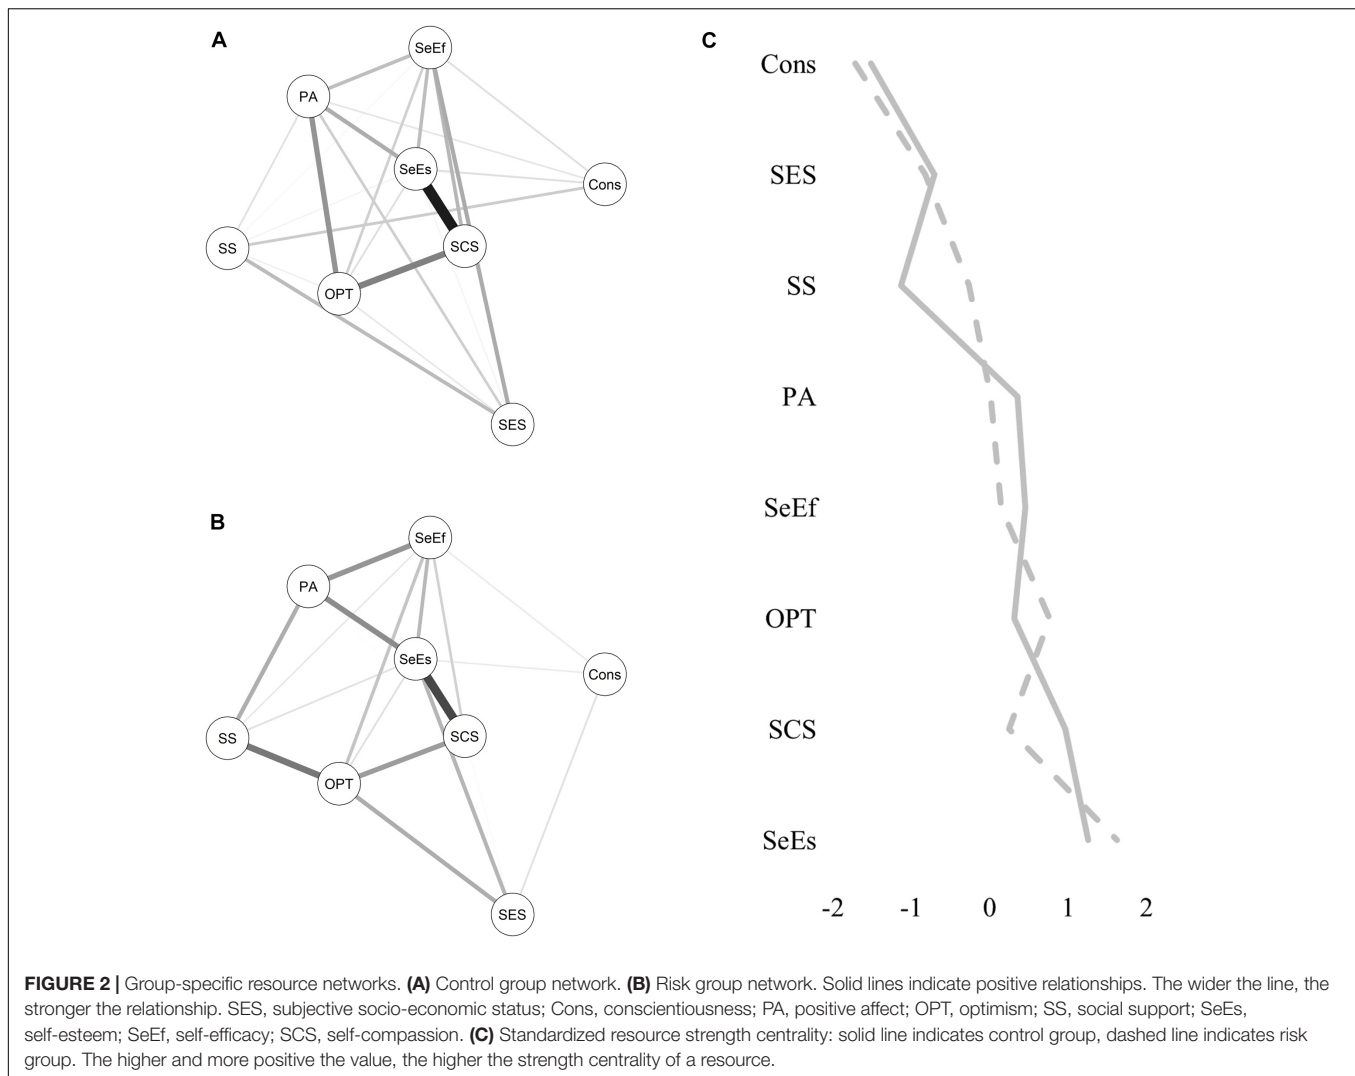 A
SeEf
PA
SeEs
Cons
SS
SCS
OPT
SES
B
SeEf
PA
SeEs
Cons
SS
SCS
OPT
SES
C
Cons
SES
SS
PA
SeEf
OPT
SCS
SeEs
-2 -1 0 1 2
FIGURE 2 | Group-specific resource networks. (A) Control group network. (B) Risk group network. Solid lines indicate positive relationships. The wider the line, the
stronger the relationship. SES, subjective socio-economic status; Cons, conscientiousness; PA, positive affect; OPT, optimism; SS, social support; SeEs,
self-esteem; SeEf, self-efficacy; SCS, self-compassion. (C) Standardized resource strength centrality: solid line indicates control group, dashed line indicates risk
group. The higher and more positive the value, the higher the strength centrality of a resource.